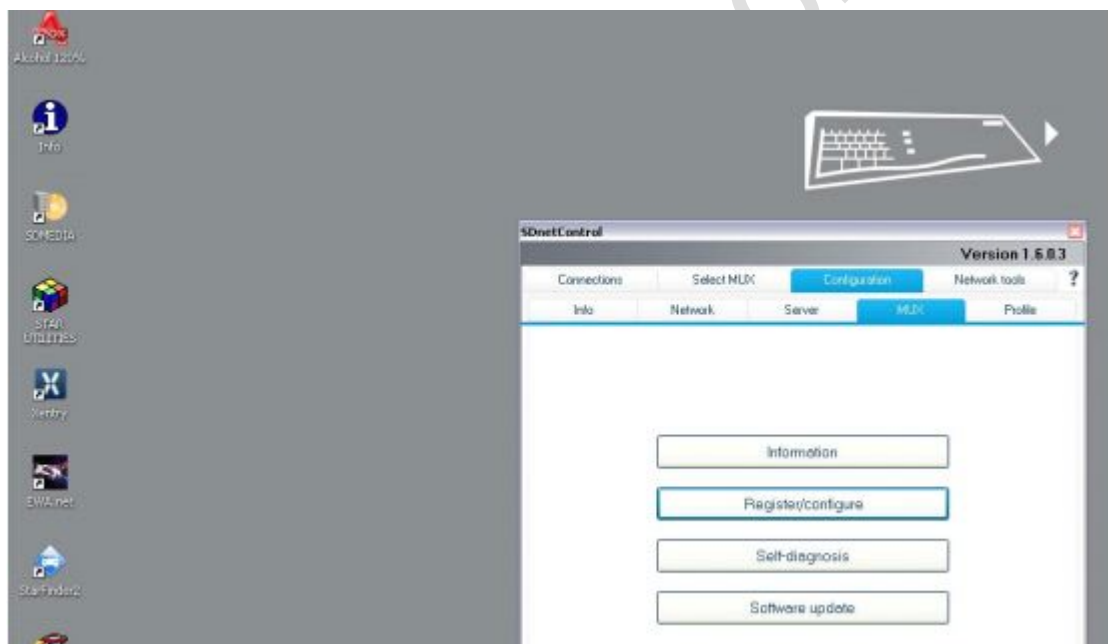 Alcohol 120%
Info
SDMEDIA
STAR
UTILITIES
Xentry
EWA net
StarFinder2
SDnetControl
Version 1.6.0.3
Connections
Select MUX
Configuration
Network tools
?
Info
Network
Server
MUX
Profile
Information
Register/configure
Self-diagnosis
Software update